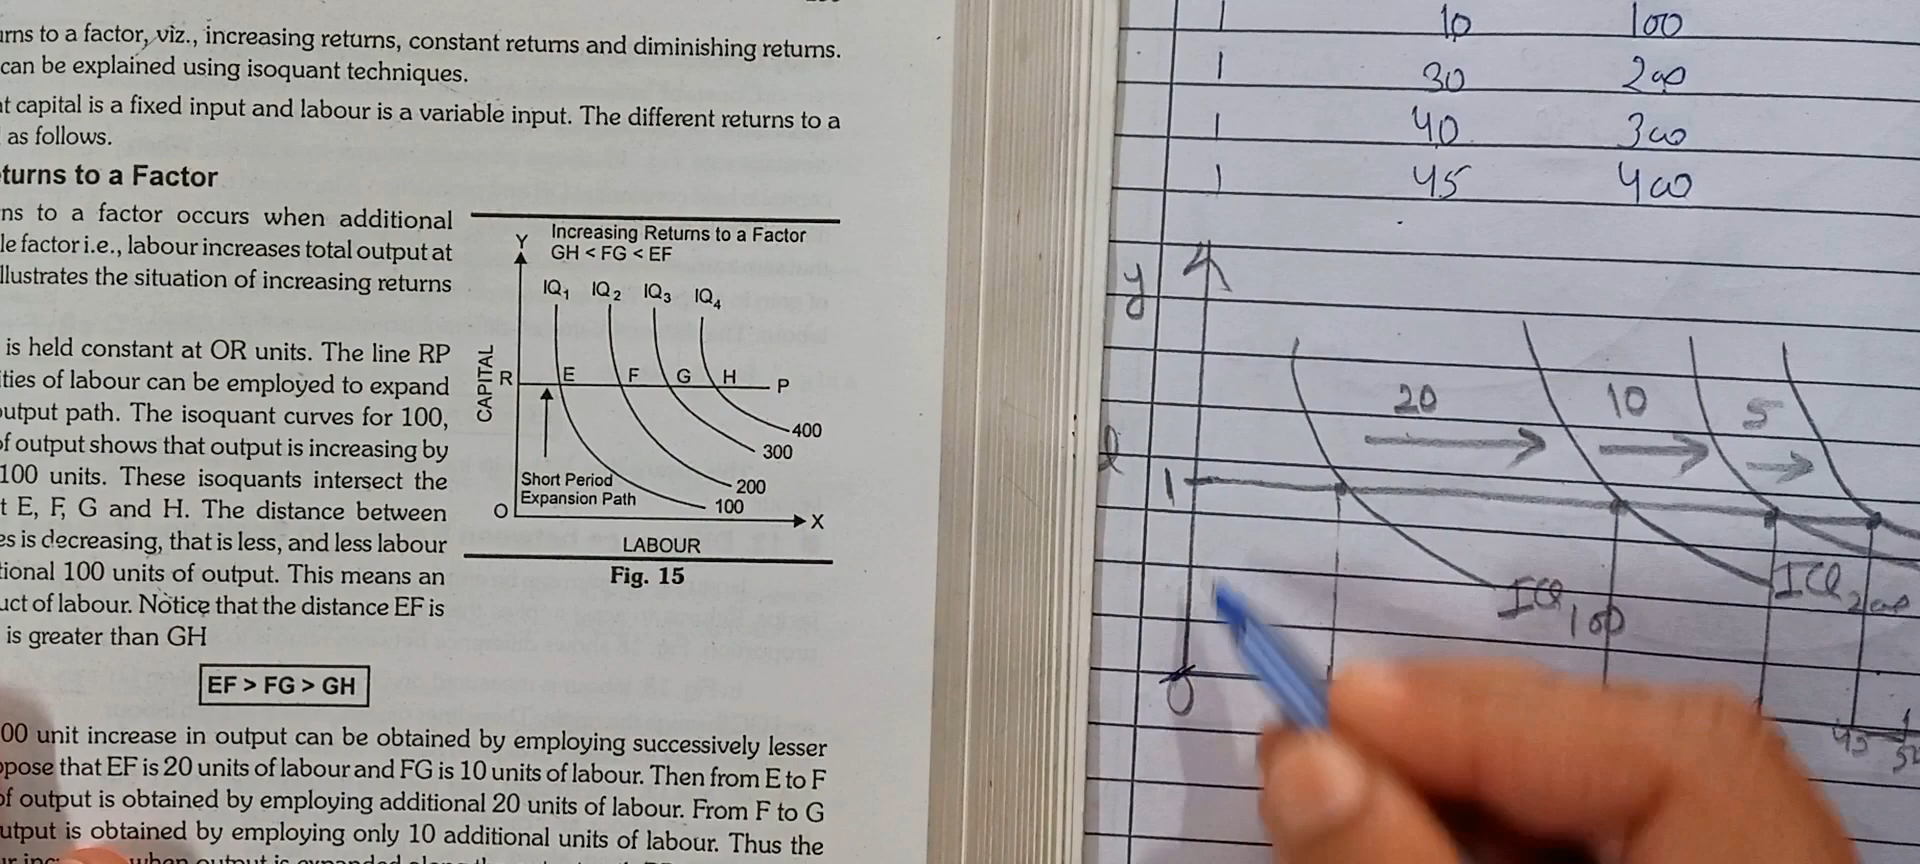 rns to a factor, viz., increasing returns, constant returns and diminishing returns.
can be explained using isoquant techniques.
t capital is a fixed input and labour is a variable input. The different returns to a
as follows.
turns to a Factor
ns to a factor occurs when additional
le factor i.e., labour increases total output at
llustrates the situation of increasing returns
is held constant at OR units. The line RP
ities of labour can be employed to expand
output path. The isoquant curves for 100,
of output shows that output is increasing by
100 units. These isoquants intersect the
t E, F, G and H. The distance between
es is decreasing, that is less, and less labour
tional 100 units of output. This means an
uct of labour. Notice that the distance EF is
is greater than GH
EF > FG > GH
00 unit increase in output can be obtained by employing successively lesser
pose that EF is 20 units of labour and FG is 10 units of labour. Then from E to F
of output is obtained by employing additional 20 units of labour. From F to G
utput is obtained by employing only 10 additional units of labour. Thus the
Increasing Returns to a Factor
GH < FG < EF
Y
IQ1 IQ2 IQ3 IQ4
CAPITAL
R E F G H P
400
300
200
100
Short Period
Expansion Path
O X
LABOUR
Fig. 15
1 10 100
1 30 200
1 40 300
1 45 400
y
20 10 5
1
IQ100
IQ200
0
45